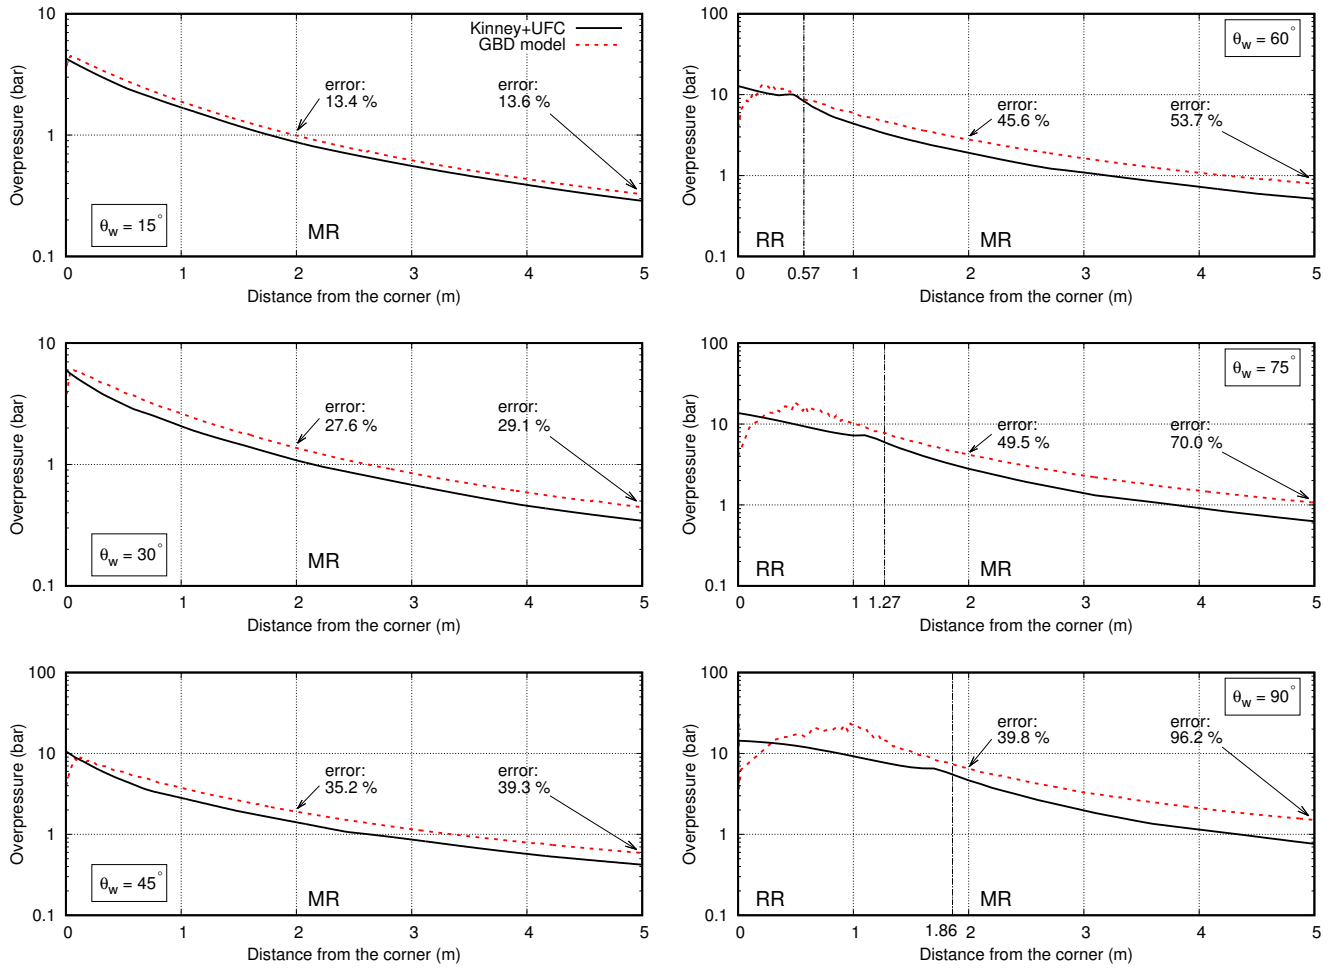 10
1
0.1
Overpressure (bar)
Kinney+UFC
GBD model
error:
13.4 %
error:
13.6 %
θw = 15°
MR
0 1 2 3 4 5
Distance from the corner (m)
100
10
1
0.1
Overpressure (bar)
θw = 60°
error:
45.6 %
error:
53.7 %
RR
MR
0 0.57 1 2 3 4 5
Distance from the corner (m)
10
1
0.1
Overpressure (bar)
error:
27.6 %
error:
29.1 %
θw = 30°
MR
0 1 2 3 4 5
Distance from the corner (m)
100
10
1
0.1
Overpressure (bar)
θw = 75°
error:
49.5 %
error:
70.0 %
RR
MR
0 1 1.27 2 3 4 5
Distance from the corner (m)
100
10
1
0.1
Overpressure (bar)
error:
35.2 %
error:
39.3 %
θw = 45°
MR
0 1 2 3 4 5
Distance from the corner (m)
100
10
1
0.1
Overpressure (bar)
θw = 90°
error:
39.8 %
error:
96.2 %
RR
MR
0 1 1.86 2 3 4 5
Distance from the corner (m)